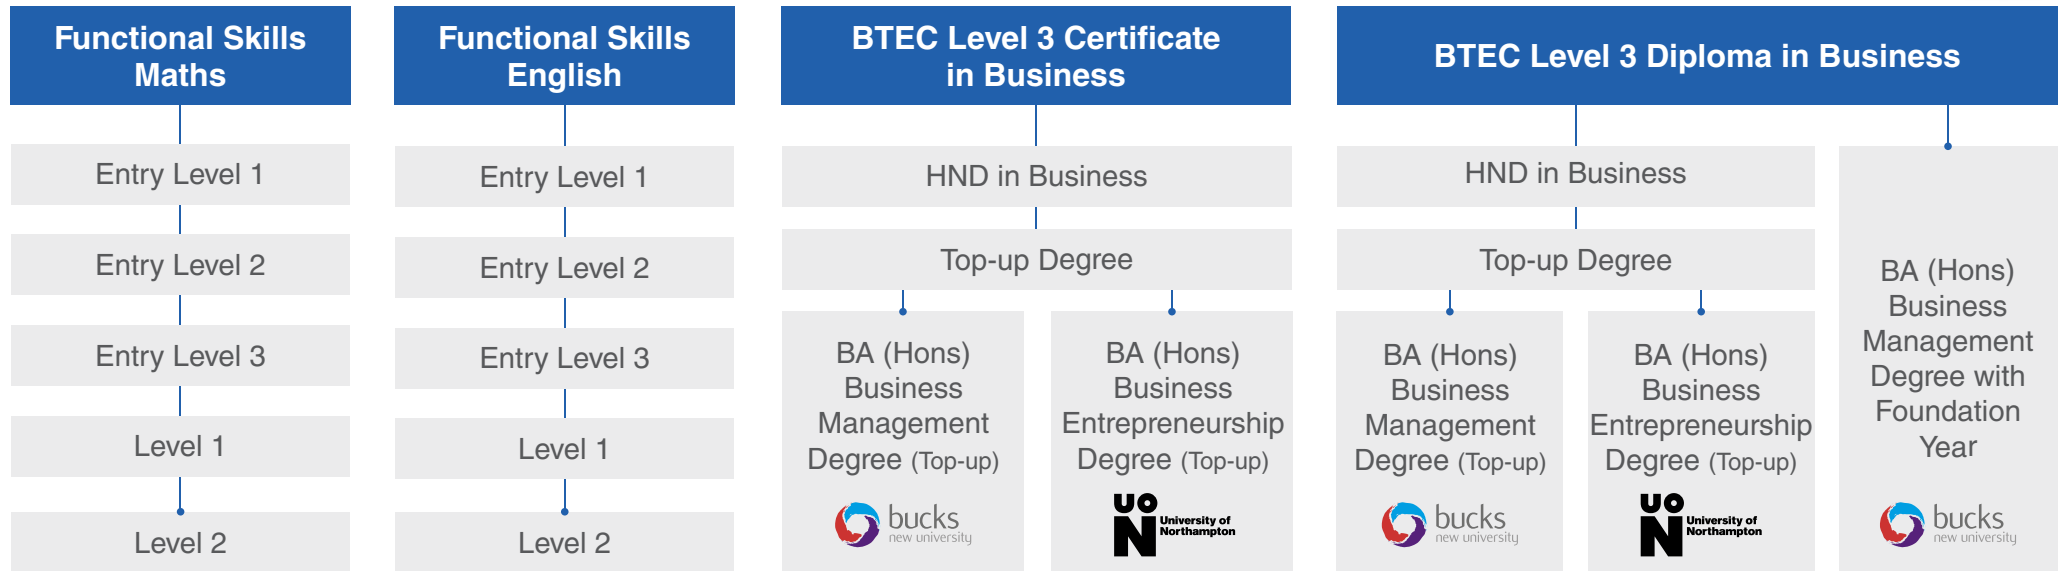 Functional Skills
Maths
Entry Level 1
Entry Level 2
Entry Level 3
Level 1
Level 2
Functional Skills
English
Entry Level 1
Entry Level 2
Entry Level 3
Level 1
Level 2
BTEC Level 3 Certificate
in Business
HND in Business
Top-up Degree
BA (Hons)
Business
Management
Degree (Top-up)
bucks
new university
BA (Hons)
Business
Entrepreneurship
Degree (Top-up)
UON
University of
Northampton
BTEC Level 3 Diploma in Business
HND in Business
Top-up Degree
BA (Hons)
Business
Management
Degree (Top-up)
bucks
new university
BA (Hons)
Business
Entrepreneurship
Degree (Top-up)
UON
University of
Northampton
BA (Hons)
Business
Management
Degree with
Foundation
Year
bucks
new university